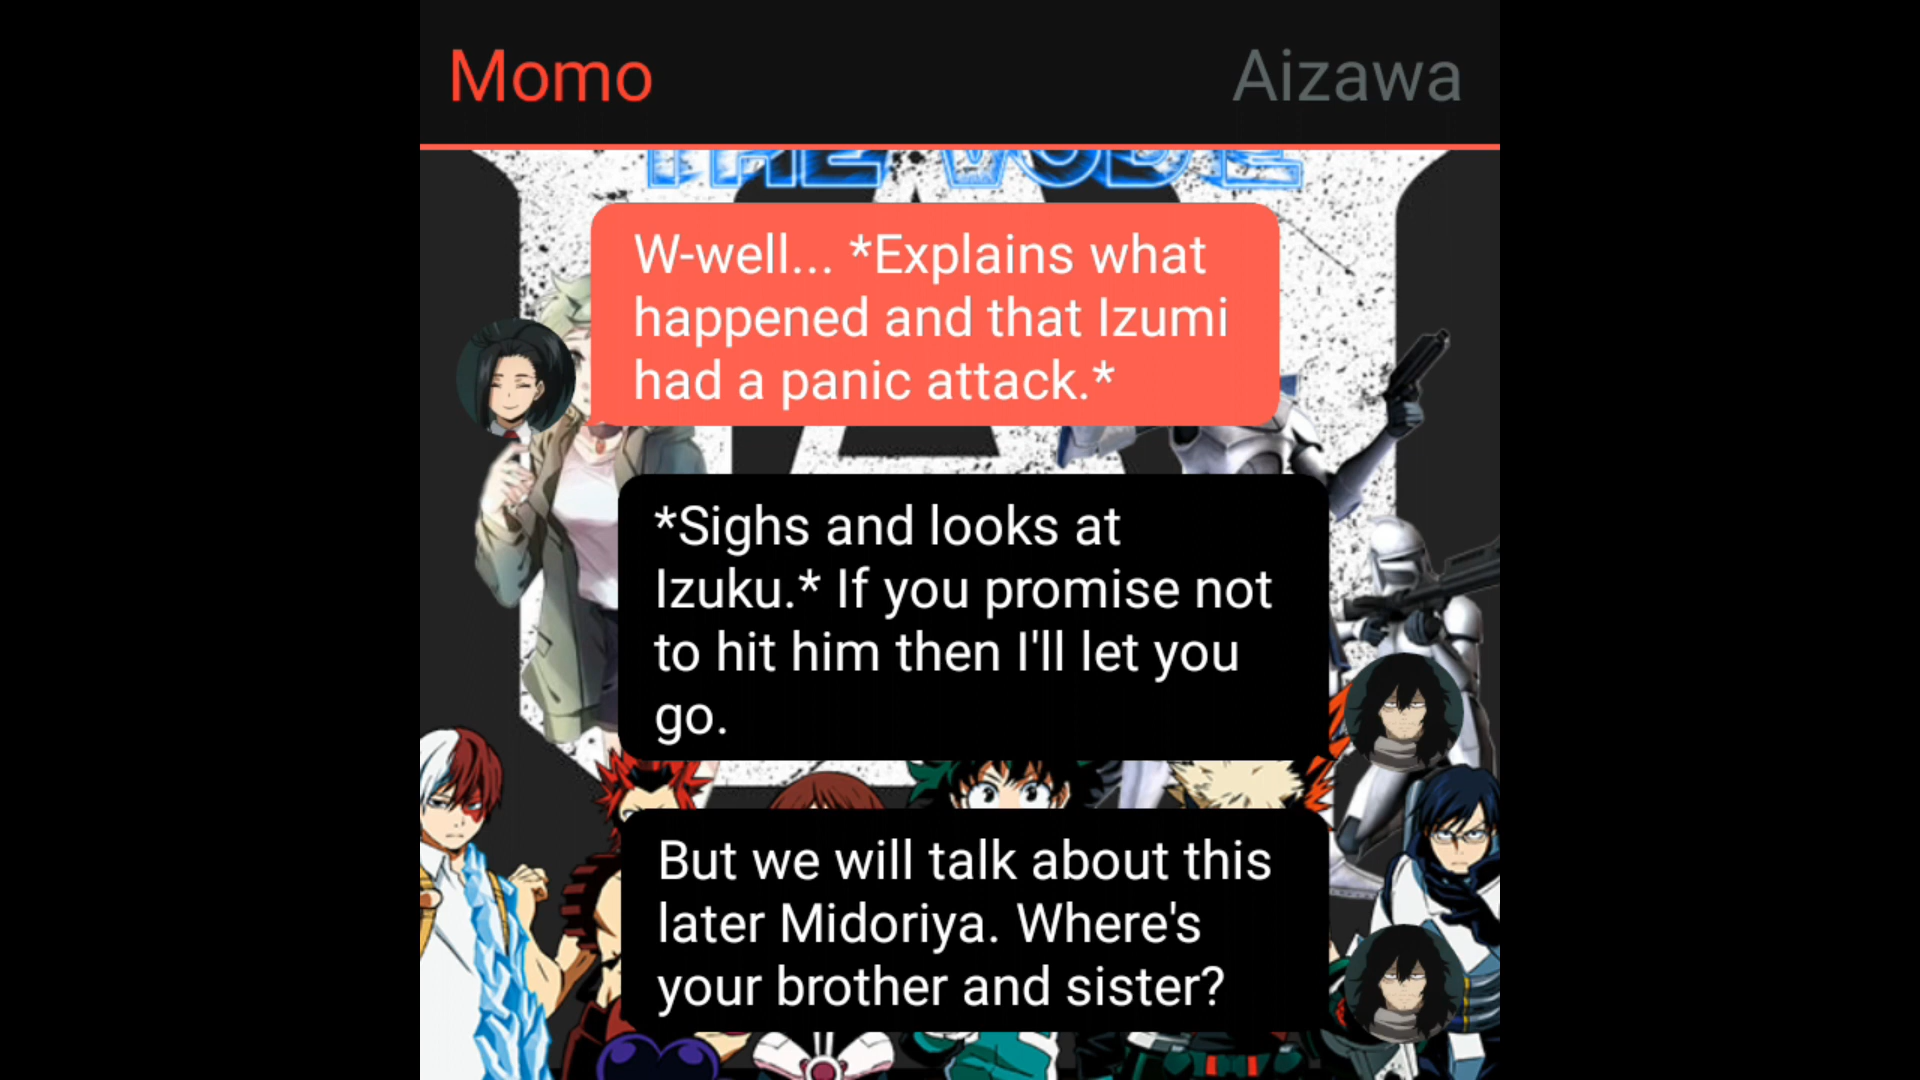 Momo
Aizawa
THE VODE
W-well... *Explains what
happened and that Izumi
had a panic attack.*
*Sighs and looks at
Izuku.* If you promise not
to hit him then I'll let you
go.
But we will talk about this
later Midoriya. Where's
your brother and sister?